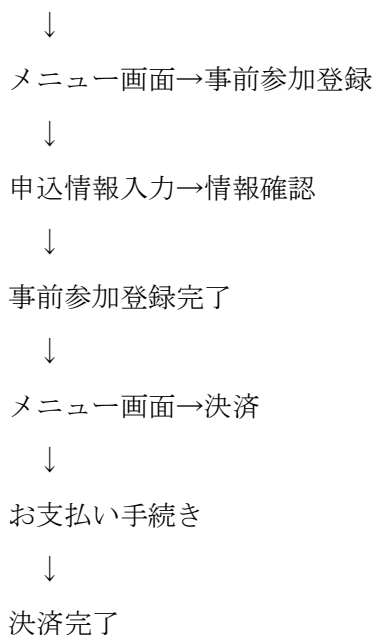 ↓
メニュー画面→事前参加登録
↓
申込情報入力→情報確認
↓
事前参加登録完了
↓
メニュー画面→決済
↓
お支払い手続き
↓
決済完了